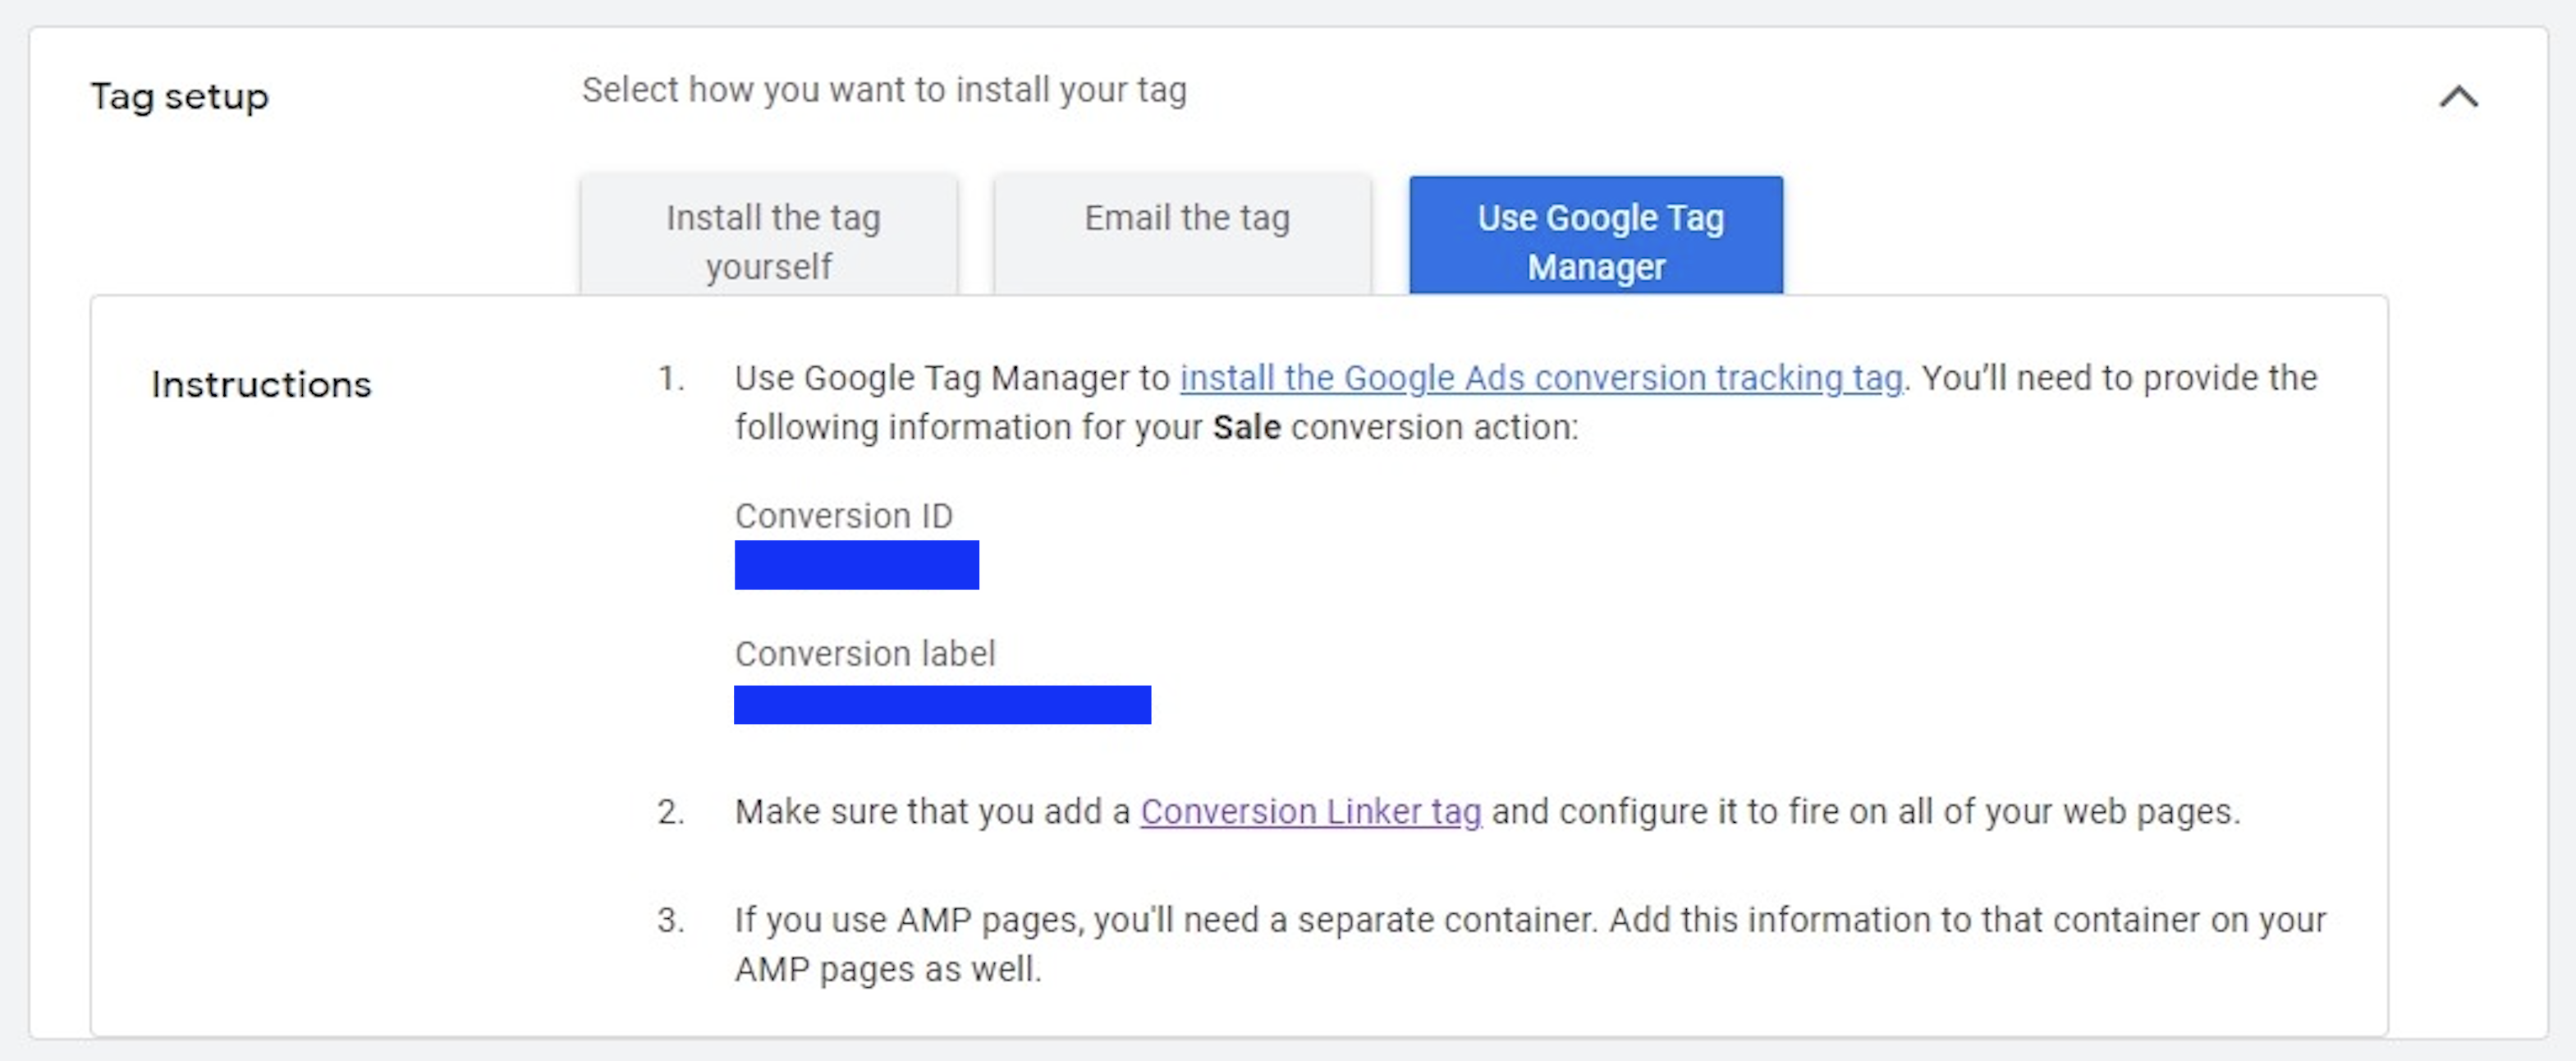 Tag setup
Select how you want to install your tag
Install the tag
yourself
Email the tag
Use Google Tag
Manager
Instructions
1. Use Google Tag Manager to install the Google Ads conversion tracking tag. You’ll need to provide the
following information for your Sale conversion action:
Conversion ID
Conversion label
2. Make sure that you add a Conversion Linker tag and configure it to fire on all of your web pages.
3. If you use AMP pages, you'll need a separate container. Add this information to that container on your
AMP pages as well.